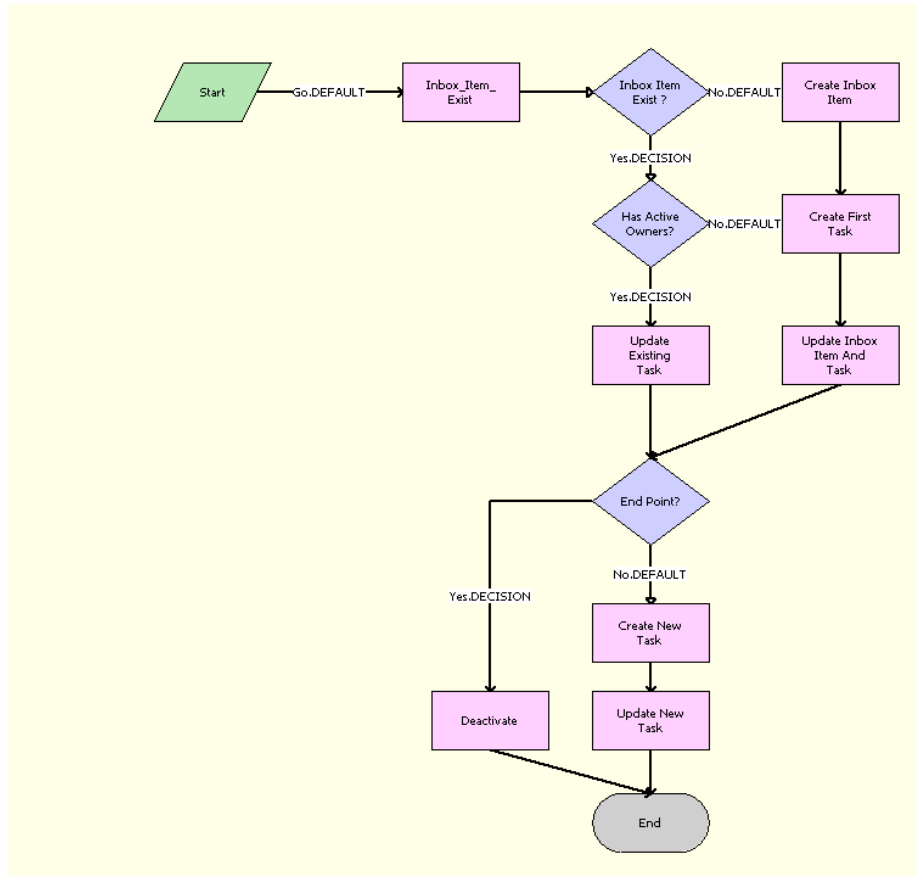 Start
Go.DEFAULT
Inbox_Item_
Exist
Inbox Item
Exist ?
No.DEFAULT
Create Inbox
Item
Yes.DECISION
Has Active
Owners?
No.DEFAULT
Create First
Task
Yes.DECISION
Update
Existing
Task
Update Inbox
Item And
Task
End Point?
No.DEFAULT
Yes.DECISION
Create New
Task
Deactivate
Update New
Task
End